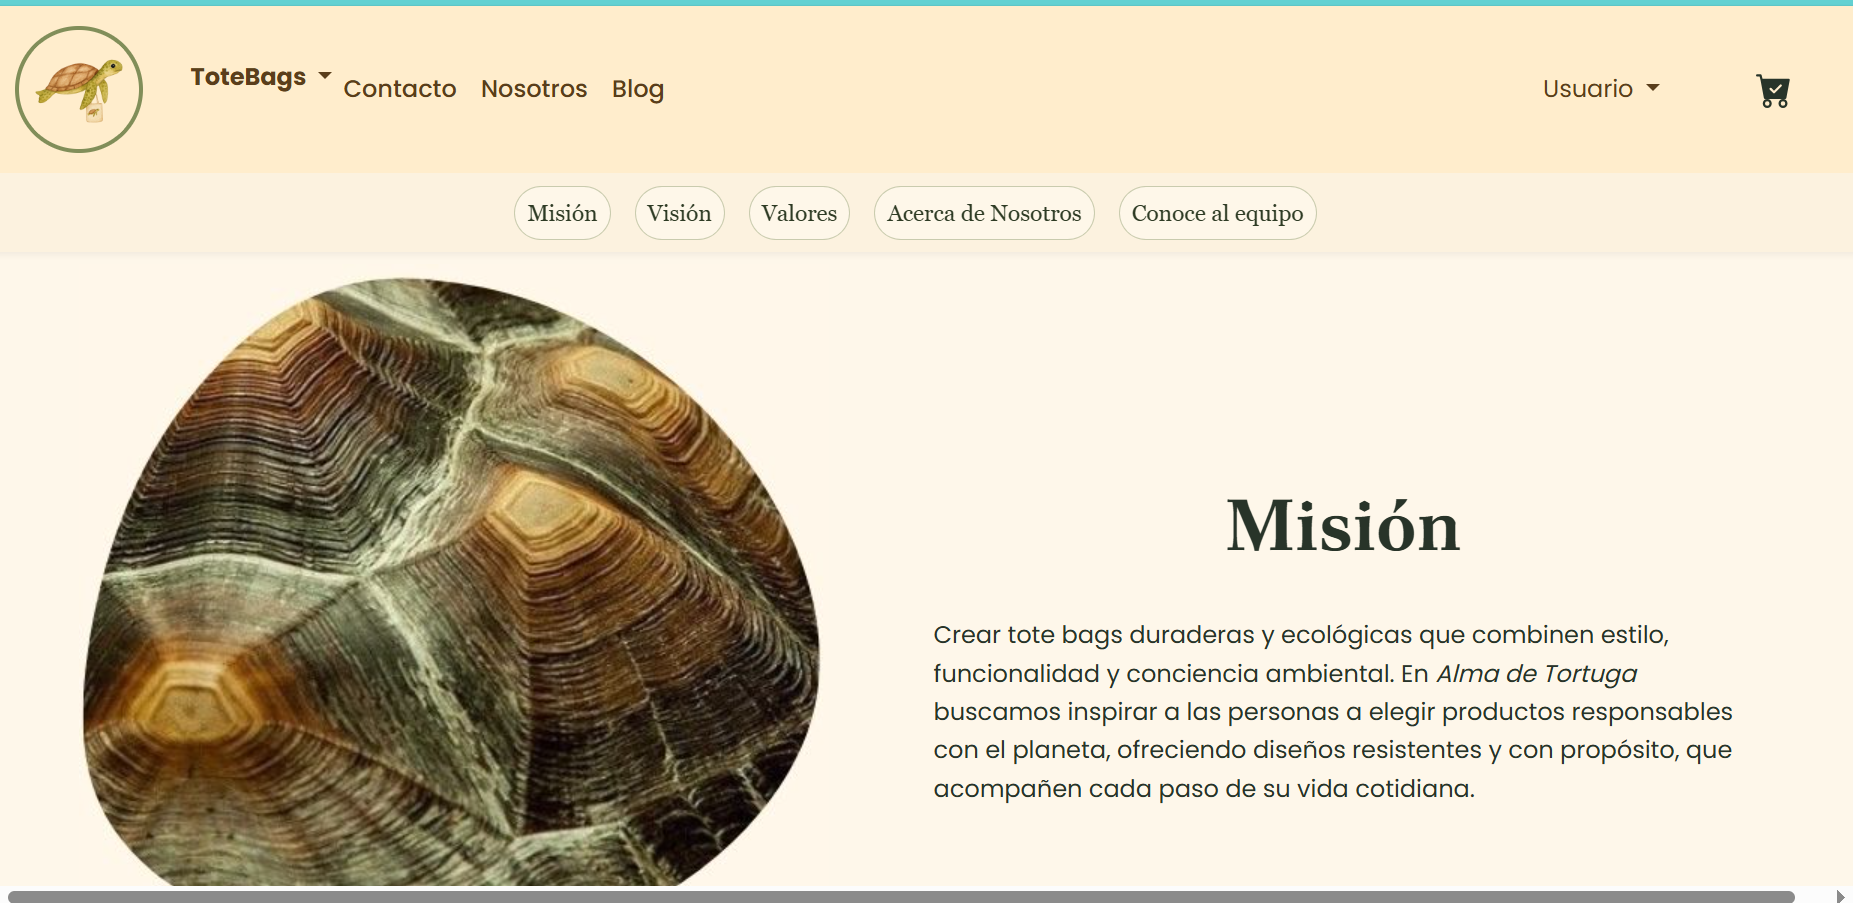 ToteBags
Contacto
Nosotros
Blog
Usuario
Misión
Visión
Valores
Acerca de Nosotros
Conoce al equipo
Misión
Crear tote bags duraderas y ecológicas que combinen estilo,
funcionalidad y conciencia ambiental. En Alma de Tortuga
buscamos inspirar a las personas a elegir productos responsables
con el planeta, ofreciendo diseños resistentes y con propósito, que
acompañen cada paso de su vida cotidiana.